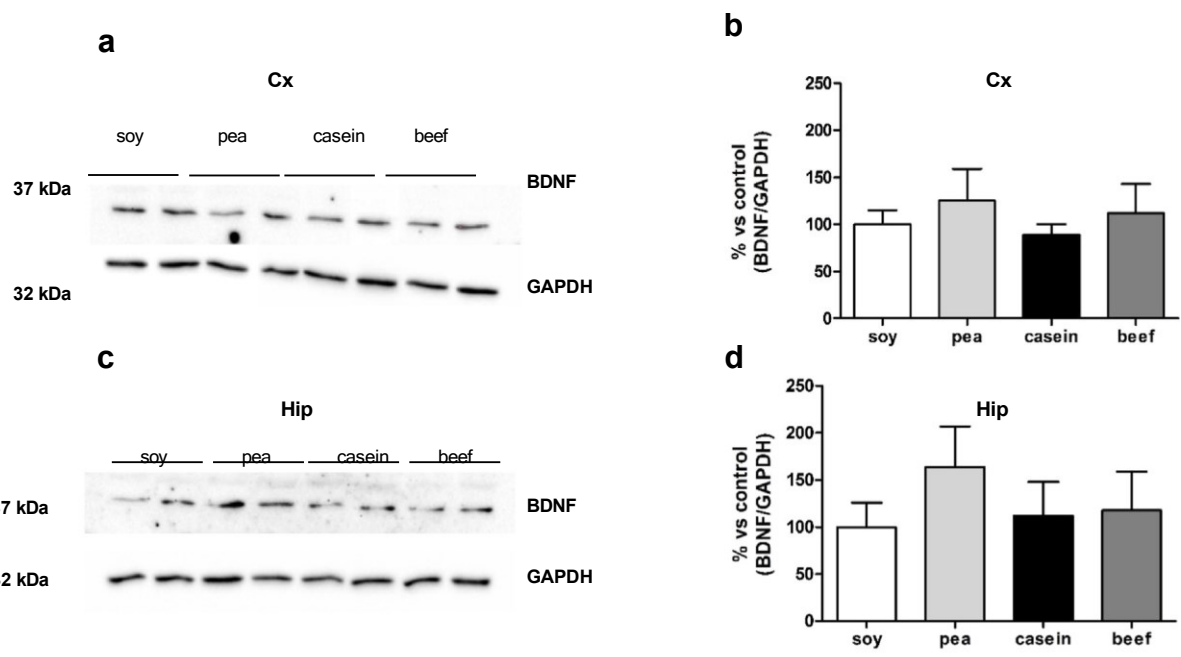 a
Cx
soy pea casein beef
37 kDa
BDNF
32 kDa
GAPDH
b
250
200
150
100
50
0
% vs control
(BDNF/GAPDH)
Cx
soy pea casein beef
c
Hip
soy pea casein beef
7 kDa
BDNF
2 kDa
GAPDH
d
250
200
150
100
50
0
% vs control
(BDNF/GAPDH)
Hip
soy pea casein beef